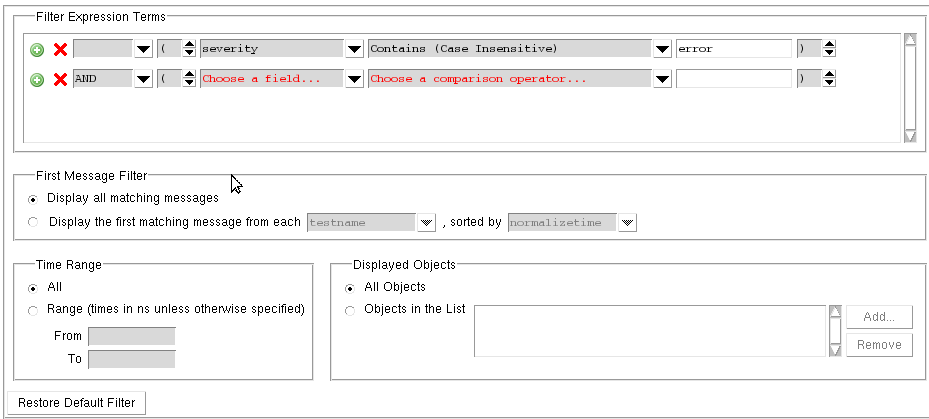 Filter Expression Terms
( severity Contains (Case Insensitive) error )
AND ( Choose a field... Choose a comparison operator... )
First Message Filter
Display all matching messages
Display the first matching message from each testname , sorted by normalizetime
Time Range
All
Range (times in ns unless otherwise specified)
From
To
Displayed Objects
All Objects
Objects in the List
Add...
Remove
Restore Default Filter